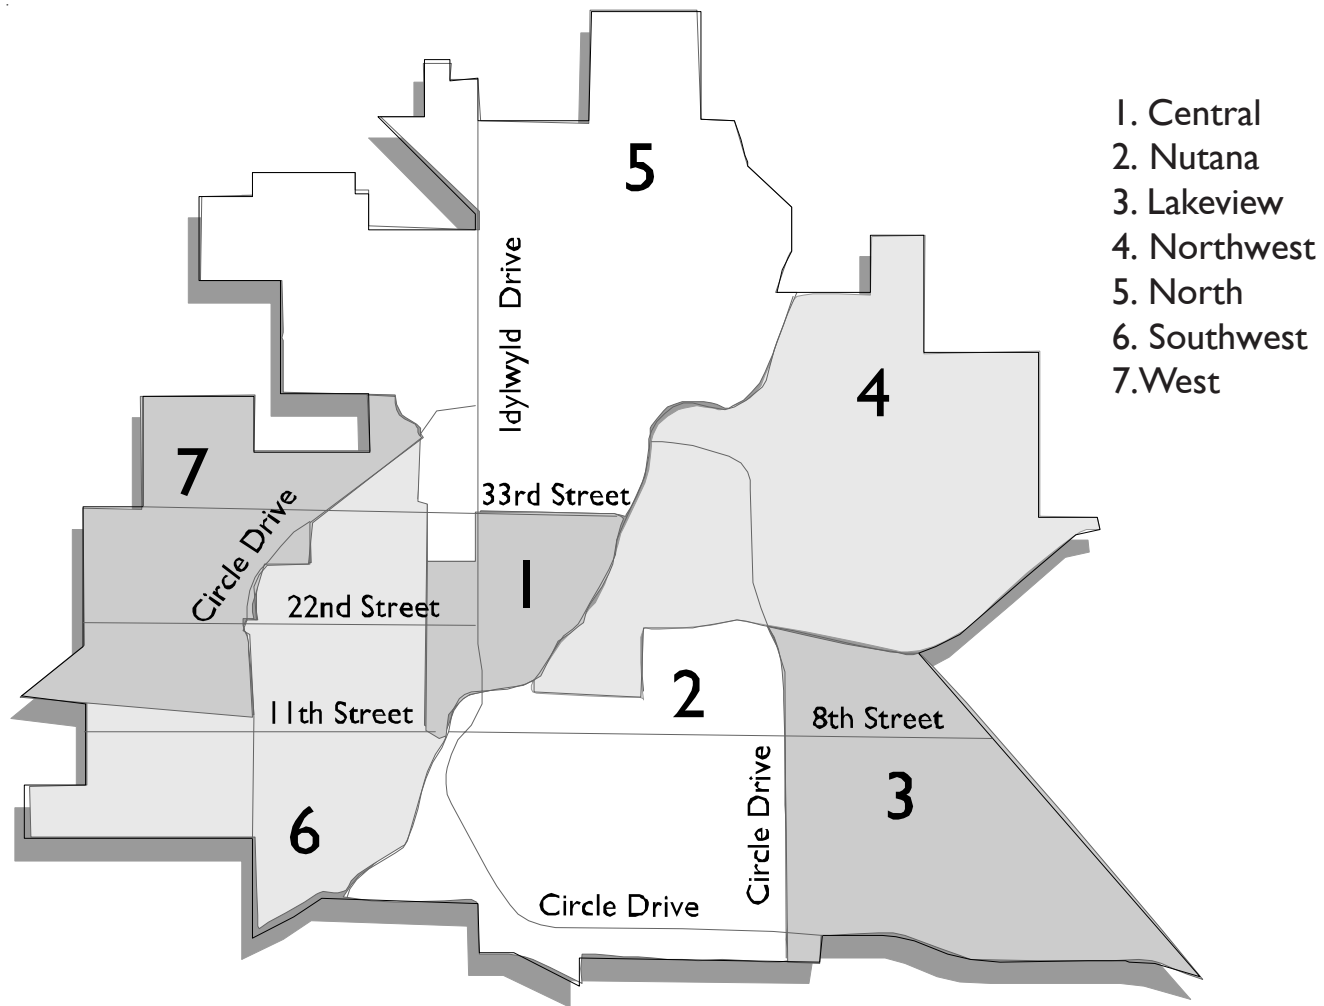 1. Central
2. Nutana
3. Lakeview
4. Northwest
5. North
6. Southwest
7.West
5
Idylwyld Drive
4
7
33rd Street
Circle Drive
1
22nd Street
2
11th Street
8th Street
Circle Drive
3
6
Circle Drive